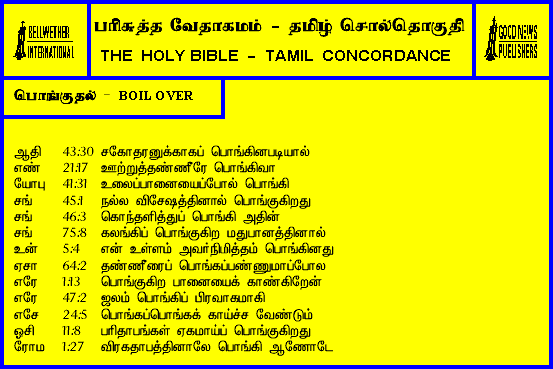 BELLWETHER INTERNATIONAL
பரிசுத்த வேதாகமம் - தமிழ் சொல்தொகுதி
THE HOLY BIBLE - TAMIL CONCORDANCE
GOOD NEWS PUBLISHERS
பொங்குதல் - BOIL OVER
ஆதி 43:30 சகோதரனுக்காகப் பொங்கினபடியால்
எண் 21:17 ஊற்றுத்தண்ணீரே பொங்கிவா
யோபு 41:31 உலைப்பானையைப்போல் பொங்கி
சங் 45:1 நல்ல விசேஷத்தினால் பொங்குகிறது
சங் 46:3 கொந்தளித்துப் பொங்கி அதின்
சங் 75:8 கலங்கிப் பொங்குகிற மதுபானத்தினால்
உன் 5:4 என் உள்ளம் அவர்நிமித்தம் பொங்கினது
ஏசா 64:2 தண்ணீரைப் பொங்கப்பண்ணுமாப்போல
எரே 1:13 பொங்குகிற பானையைக் காண்கிறேன்
எரே 47:2 ஜலம் பொங்கிப் பிரவாகமாகி
எசே 24:5 பொங்கப்பொங்கக் காய்ச்ச வேண்டும்
ஓசி 11:8 பரிதாபங்கள் ஏகமாய்ப் பொங்குகிறது
ரோம 1:27 விரகதாபத்தினாலே பொங்கி ஆணோடே